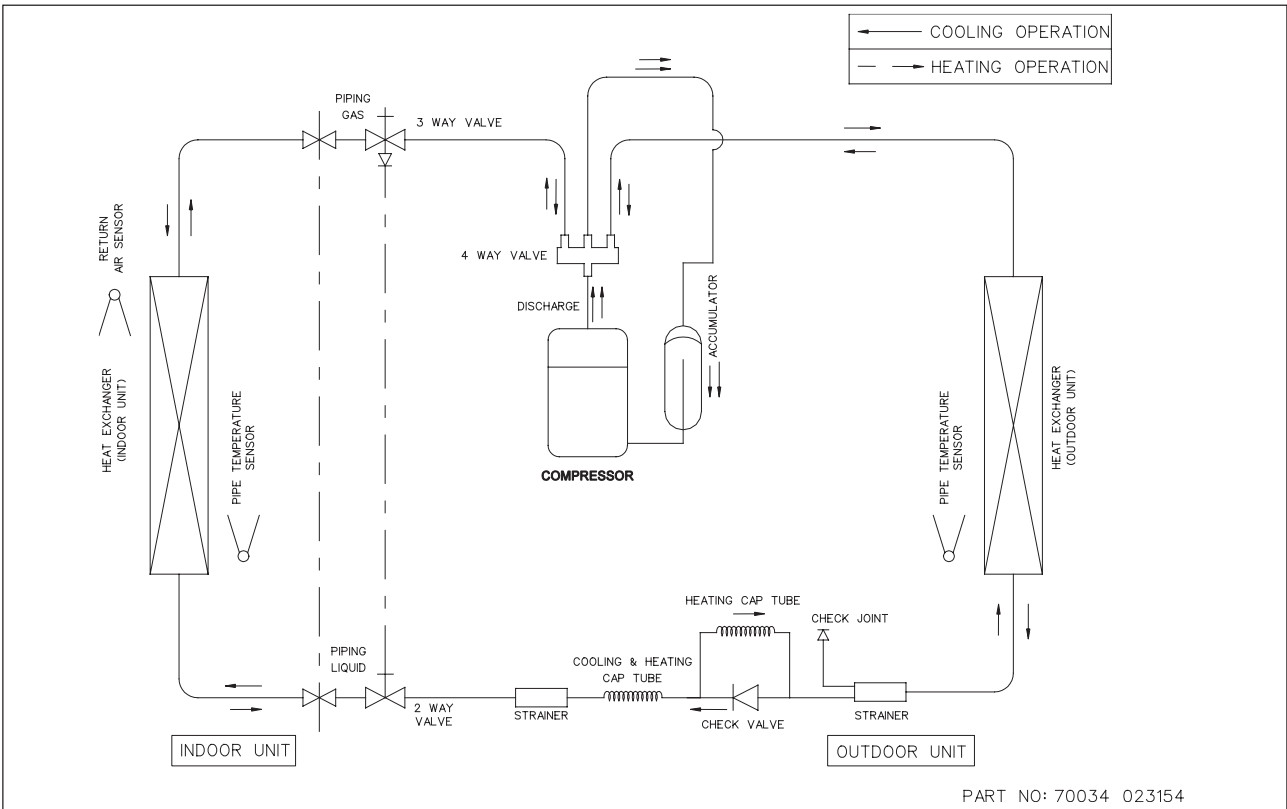 COOLING OPERATION
HEATING OPERATION
PIPING
GAS
3 WAY VALVE
RETURN
AIR SENSOR
4 WAY VALVE
DISCHARGE
ACCUMULATOR
HEAT EXCHANGER
(INDOOR UNIT)
PIPE TEMPERATURE
SENSOR
COMPRESSOR
PIPE TEMPERATURE
SENSOR
HEAT EXCHANGER
(OUTDOOR UNIT)
HEATING CAP TUBE
CHECK JOINT
PIPING
LIQUID
COOLING & HEATING
CAP TUBE
2 WAY
VALVE
STRAINER
CHECK VALVE
STRAINER
INDOOR UNIT
OUTDOOR UNIT
PART NO: 70034 023154